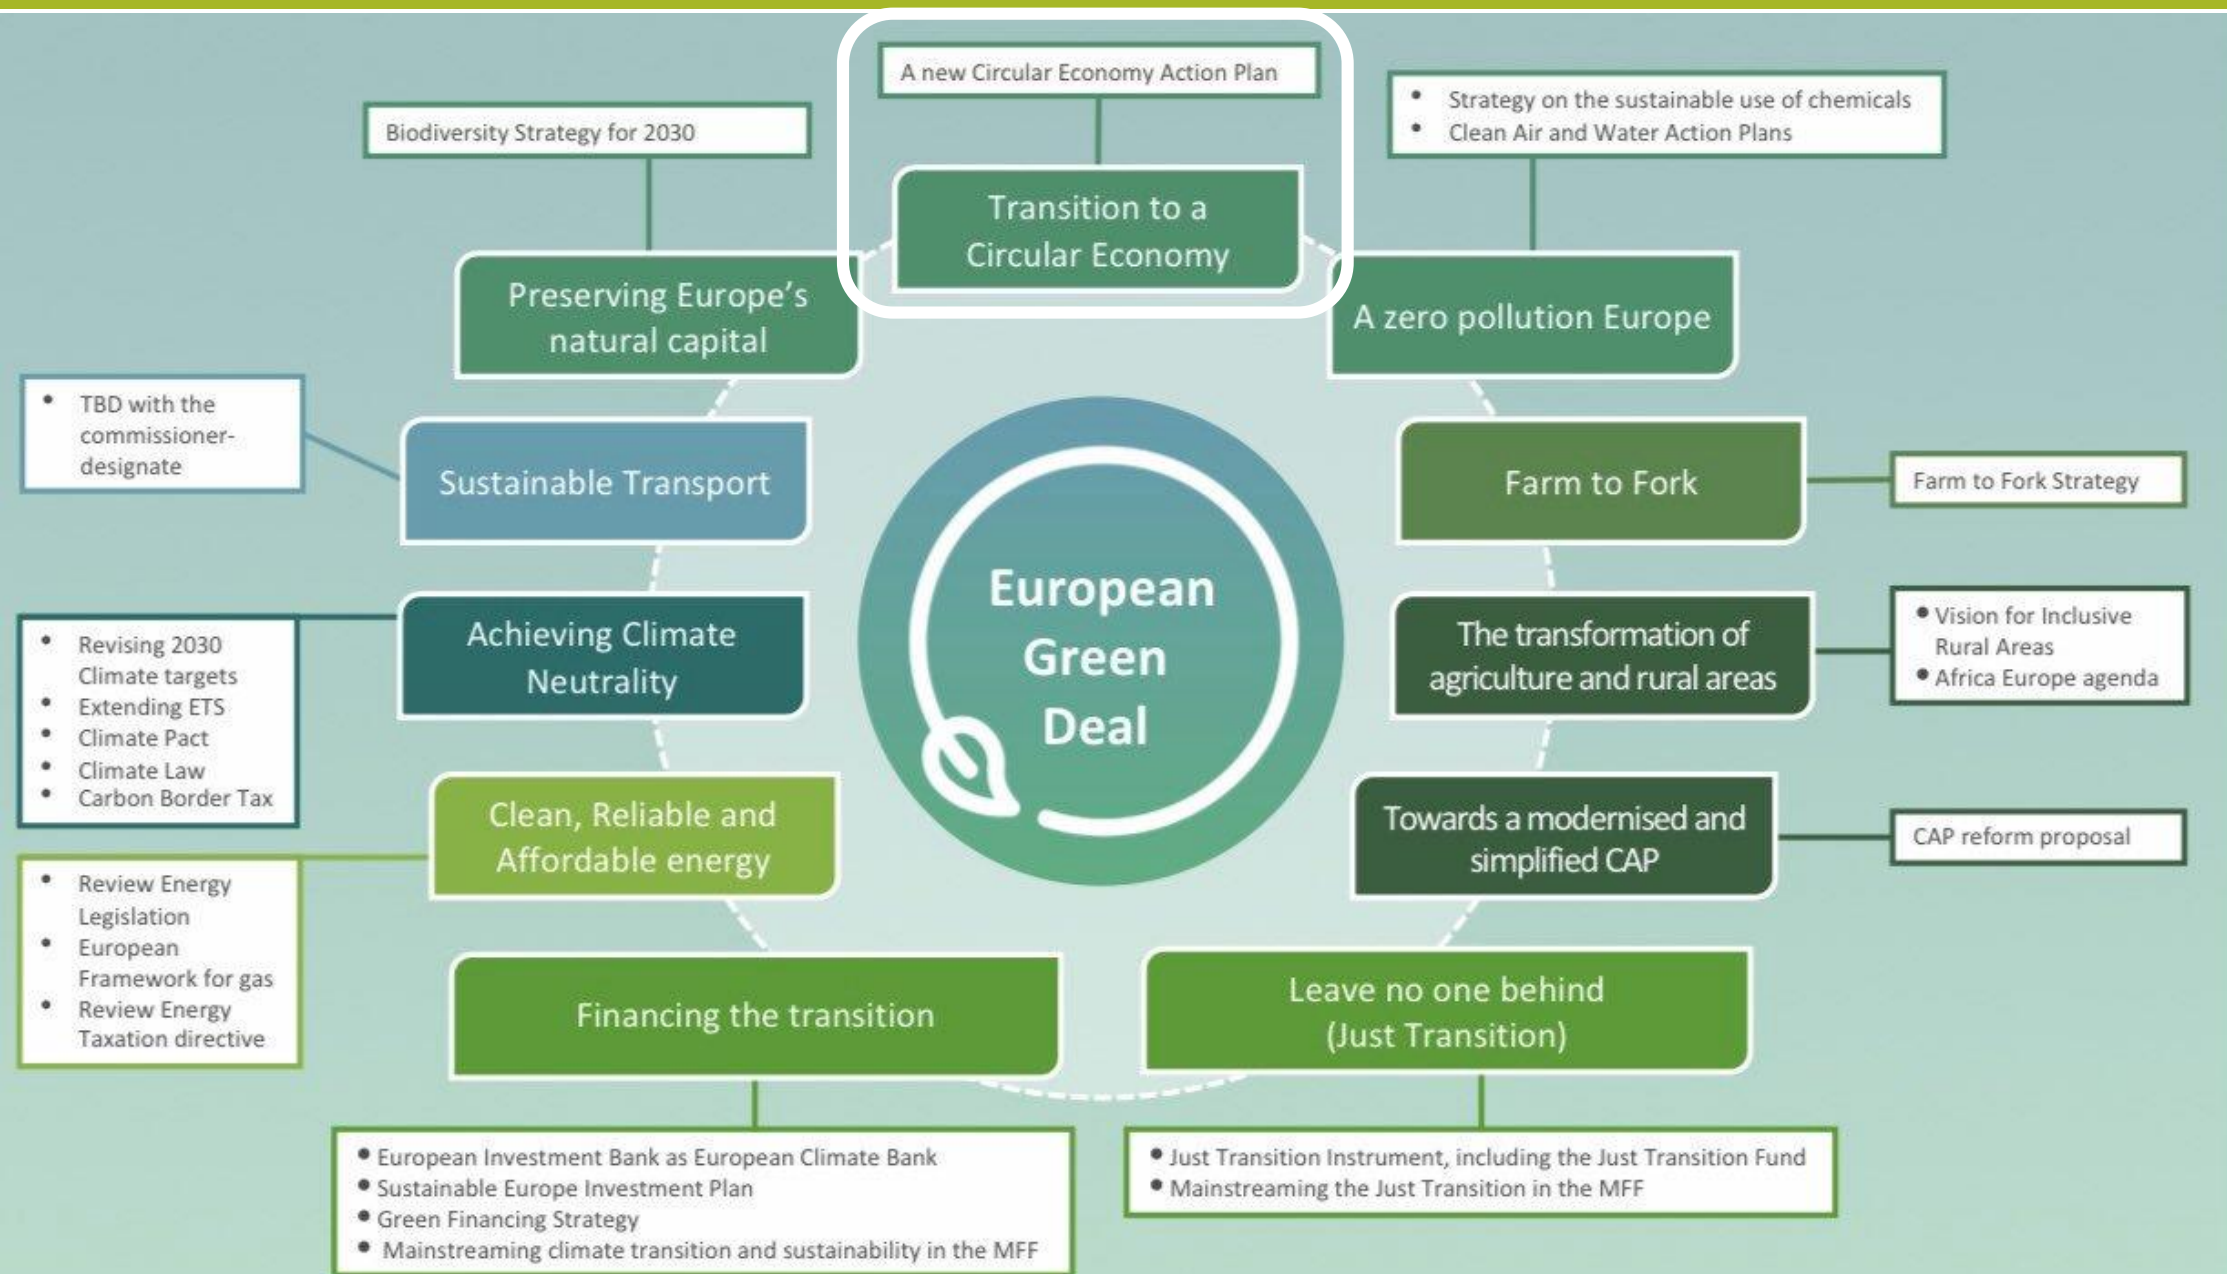 A new Circular Economy Action Plan
Biodiversity Strategy for 2030
• Strategy on the sustainable use of chemicals
• Clean Air and Water Action Plans
Transition to a
Circular Economy
Preserving Europe's
natural capital
A zero pollution Europe
• TBD with the
commissioner-
designate
Sustainable Transport
Farm to Fork
Farm to Fork Strategy
European
Green
Deal
Achieving Climate
Neutrality
• Revising 2030
Climate targets
• Extending ETS
• Climate Pact
• Climate Law
• Carbon Border Tax
The transformation of
agriculture and rural areas
• Vision for Inclusive
Rural Areas
• Africa Europe agenda
Clean, Reliable and
Affordable energy
• Review Energy
Legislation
• European
Framework for gas
• Review Energy
Taxation directive
Towards a modernised and
simplified CAP
CAP reform proposal
Financing the transition
Leave no one behind
(Just Transition)
• European Investment Bank as European Climate Bank
• Sustainable Europe Investment Plan
• Green Financing Strategy
• Mainstreaming climate transition and sustainability in the MFF
• Just Transition Instrument, including the Just Transition Fund
• Mainstreaming the Just Transition in the MFF